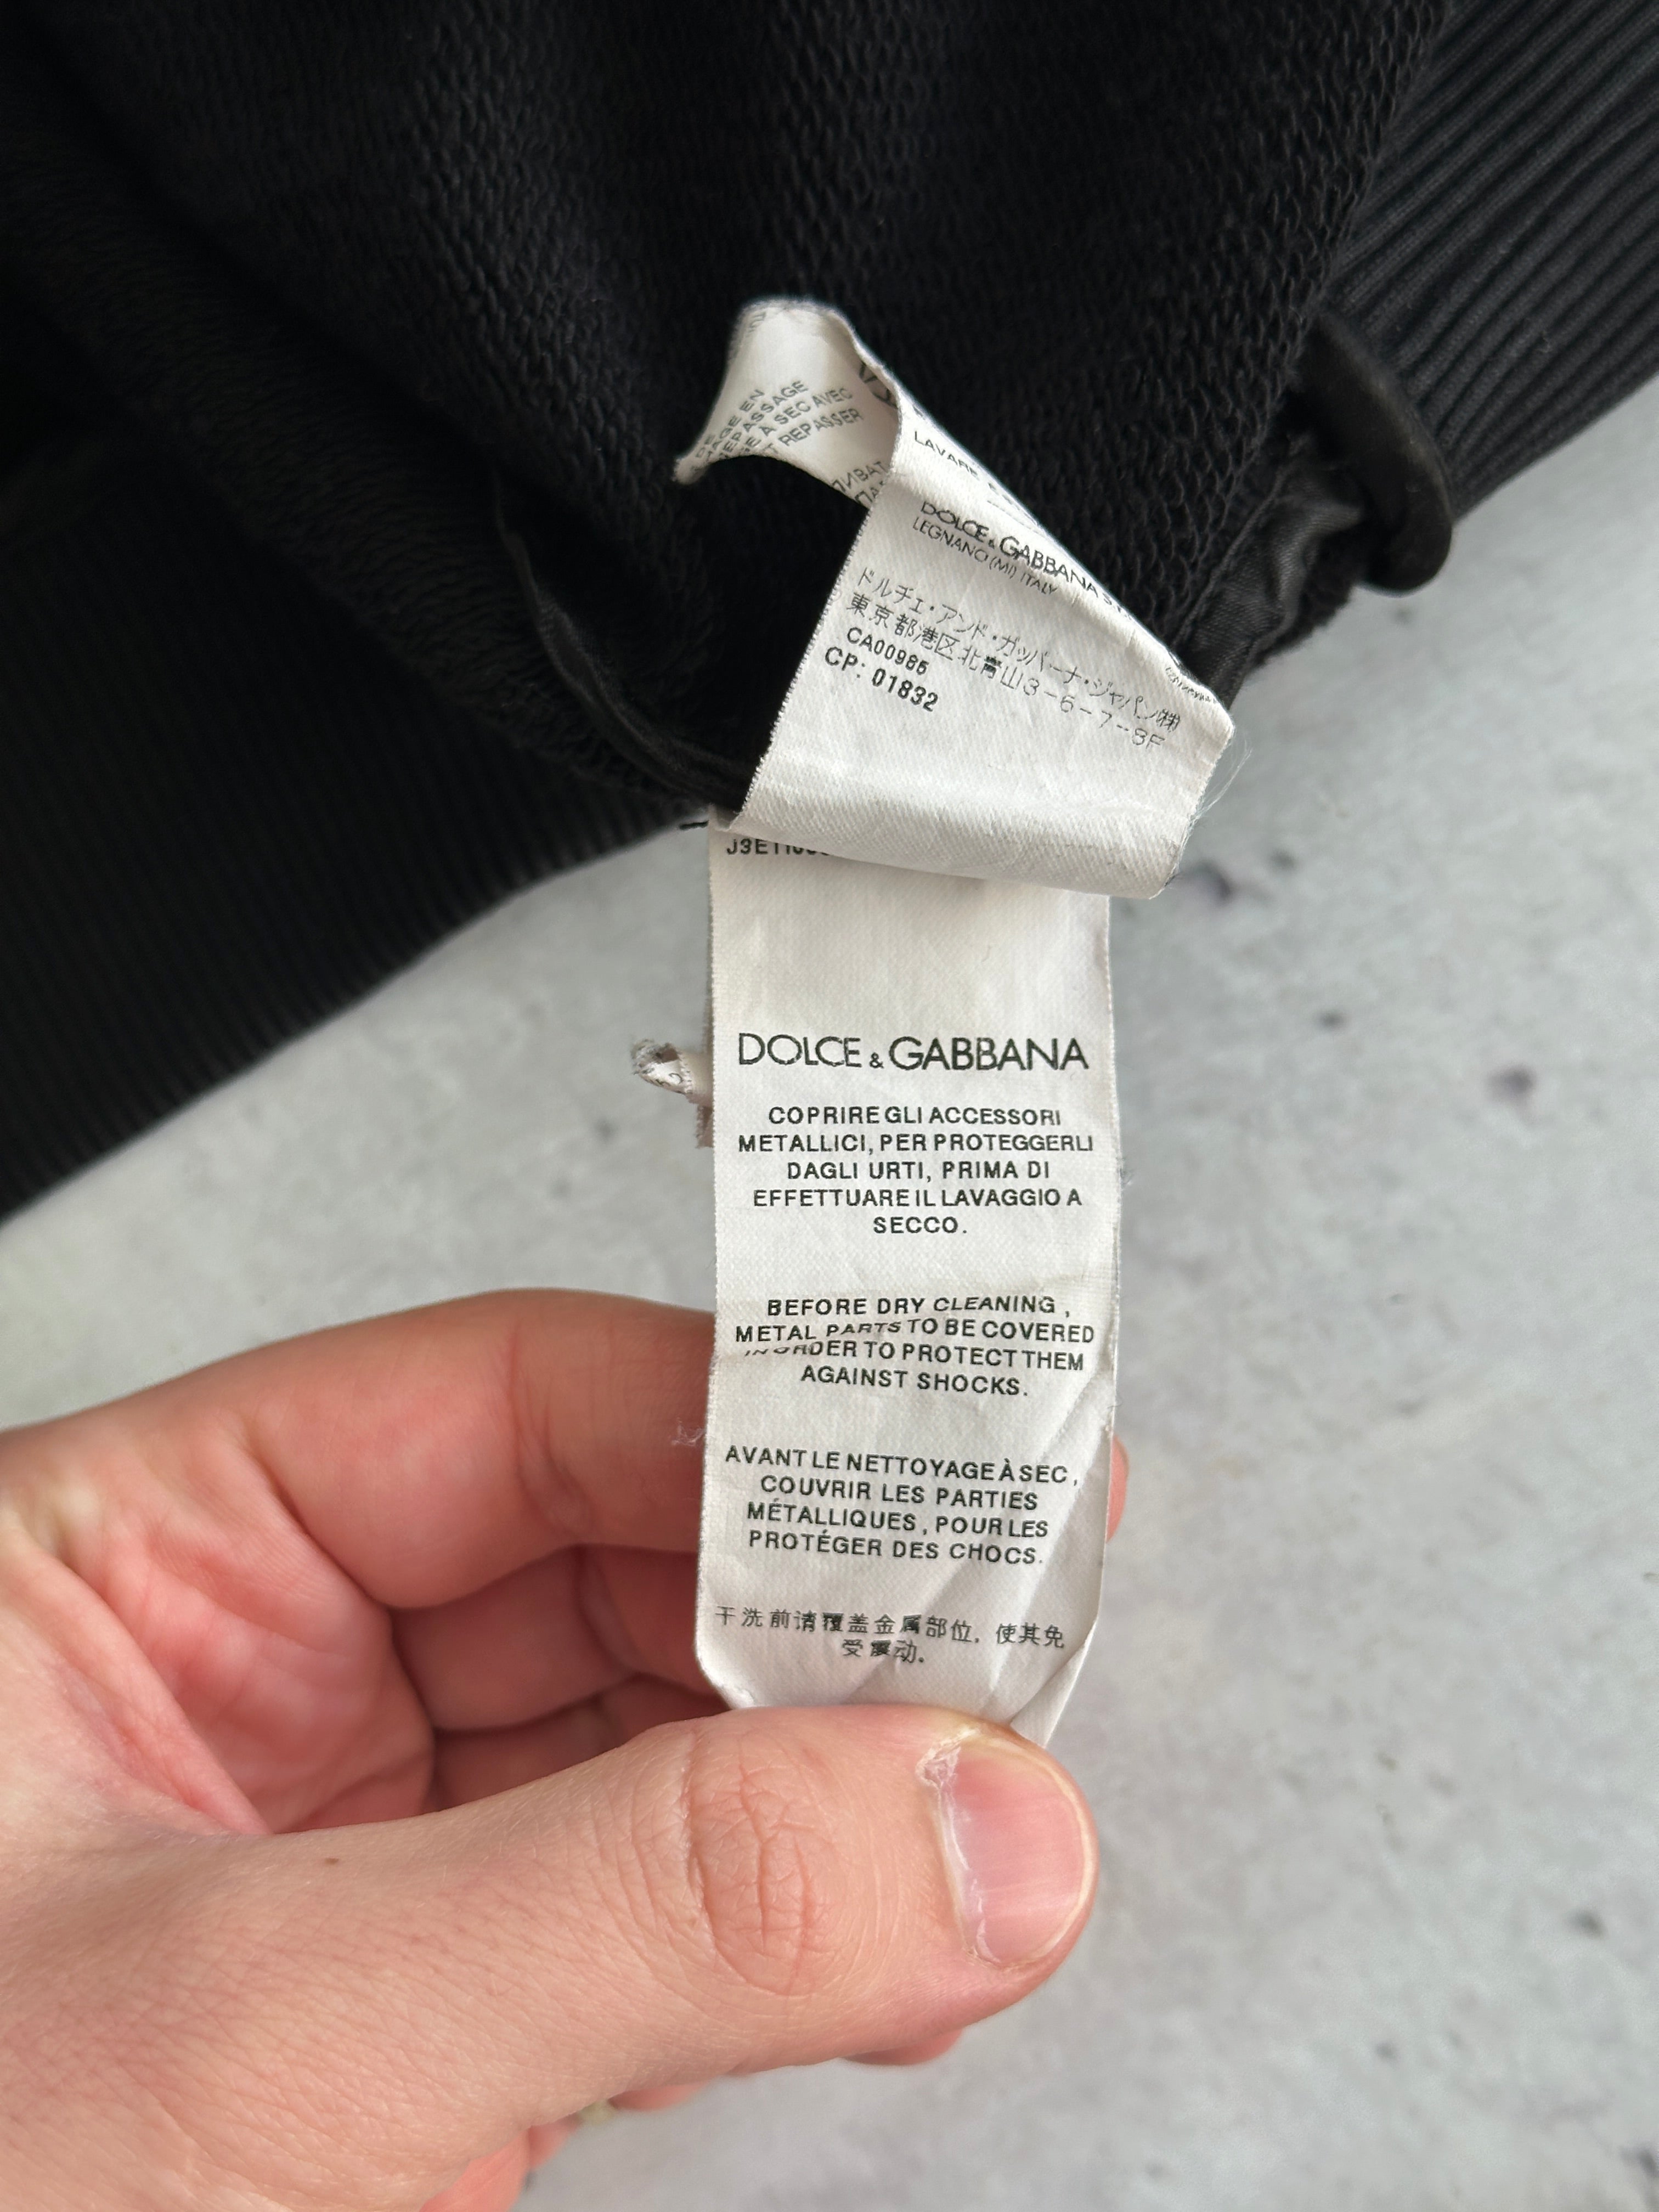 PASSAGE EN
REPASSAGE
A SEC AVEC
REPASSER
LAVARE
DOLCE & GABBANA
LEGNANO (MI) ITALY
ドルチェ・アンド・ガッバーナ・ジャパン㈱
東京都港区北青山3-6-7-8F
CA00985
CP: 01832
DOLCE & GABBANA
COPRIRE GLI ACCESSORI
METALLICI, PER PROTEGGERLI
DAGLI URTI, PRIMA DI
EFFETTUARE IL LAVAGGIO A
SECCO.
BEFORE DRY CLEANING,
METAL PARTS TO BE COVERED
IN ORDER TO PROTECT THEM
AGAINST SHOCKS.
AVANT LE NETTOYAGE À SEC,
COUVRIR LES PARTIES
MÉTALLIQUES, POUR LES
PROTÉGER DES CHOCS.
干洗前请覆盖金属部位, 使其免
受震动.